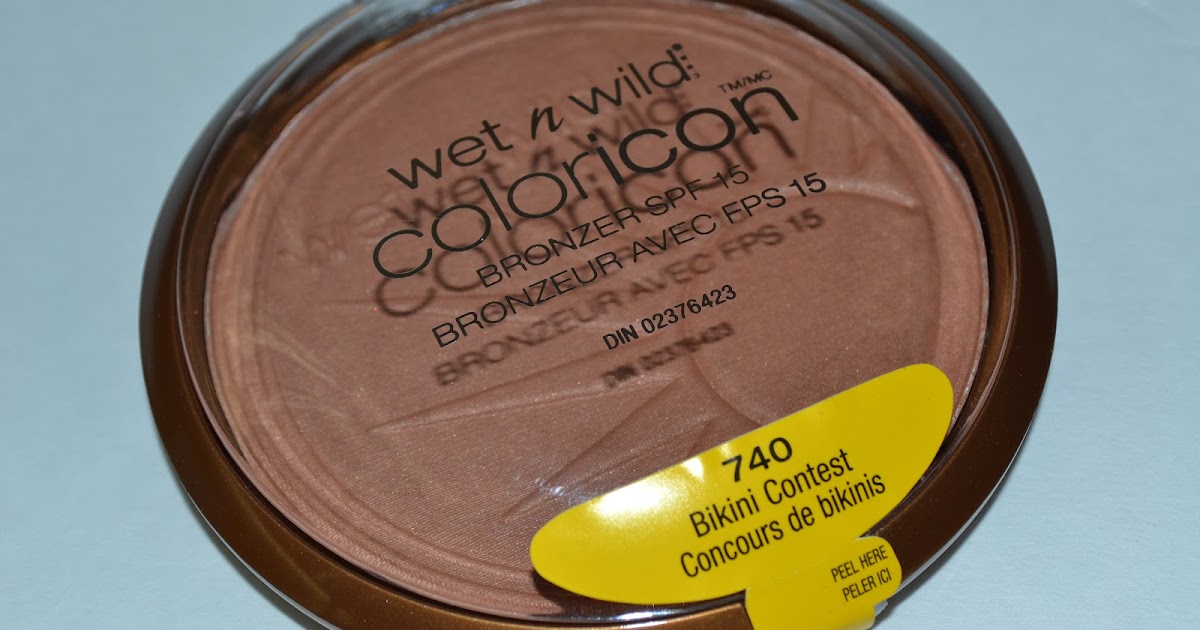 wet n wild
coloricon TM/MC
BRONZER SPF 15
BRONZEUR AVEC FPS 15
DIN 02376423
740
Bikini Contest
Concours de bikinis
PEEL HERE
PELER ICI